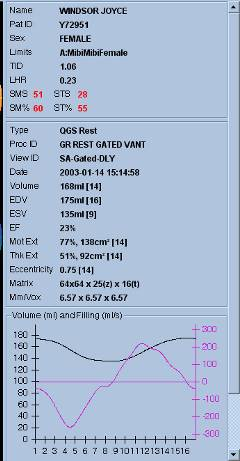 Name WINDSOR JOYCE
Pat ID Y72951
Sex FEMALE
Limits A:MibiMibiFemale
TID 1.06
LHR 0.23
SMS 51 STS 28
SM% 60 ST% 55
Type QGS Rest
Proc ID GR REST GATED VANT
View ID SA-Gated-DLY
Date 2003-01-14 15:14:58
Volume 168ml [14]
EDV 175ml [16]
ESV 135ml [9]
EF 23%
Mot Ext 77%, 138cm² [14]
Thk Ext 51%, 92cm² [14]
Eccentricity 0.75 [14]
Matrix 64x64 x 25(z) x 16(t)
Mm/Vox 6.57 x 6.57 x 6.57
Volume (ml) and Filling (ml/s)
180 300
160 200
140
120 100
100
80 0
60 -100
40 -200
20
0 -300
1 2 3 4 5 6 7 8 9 10 11 12 13 14 15 16